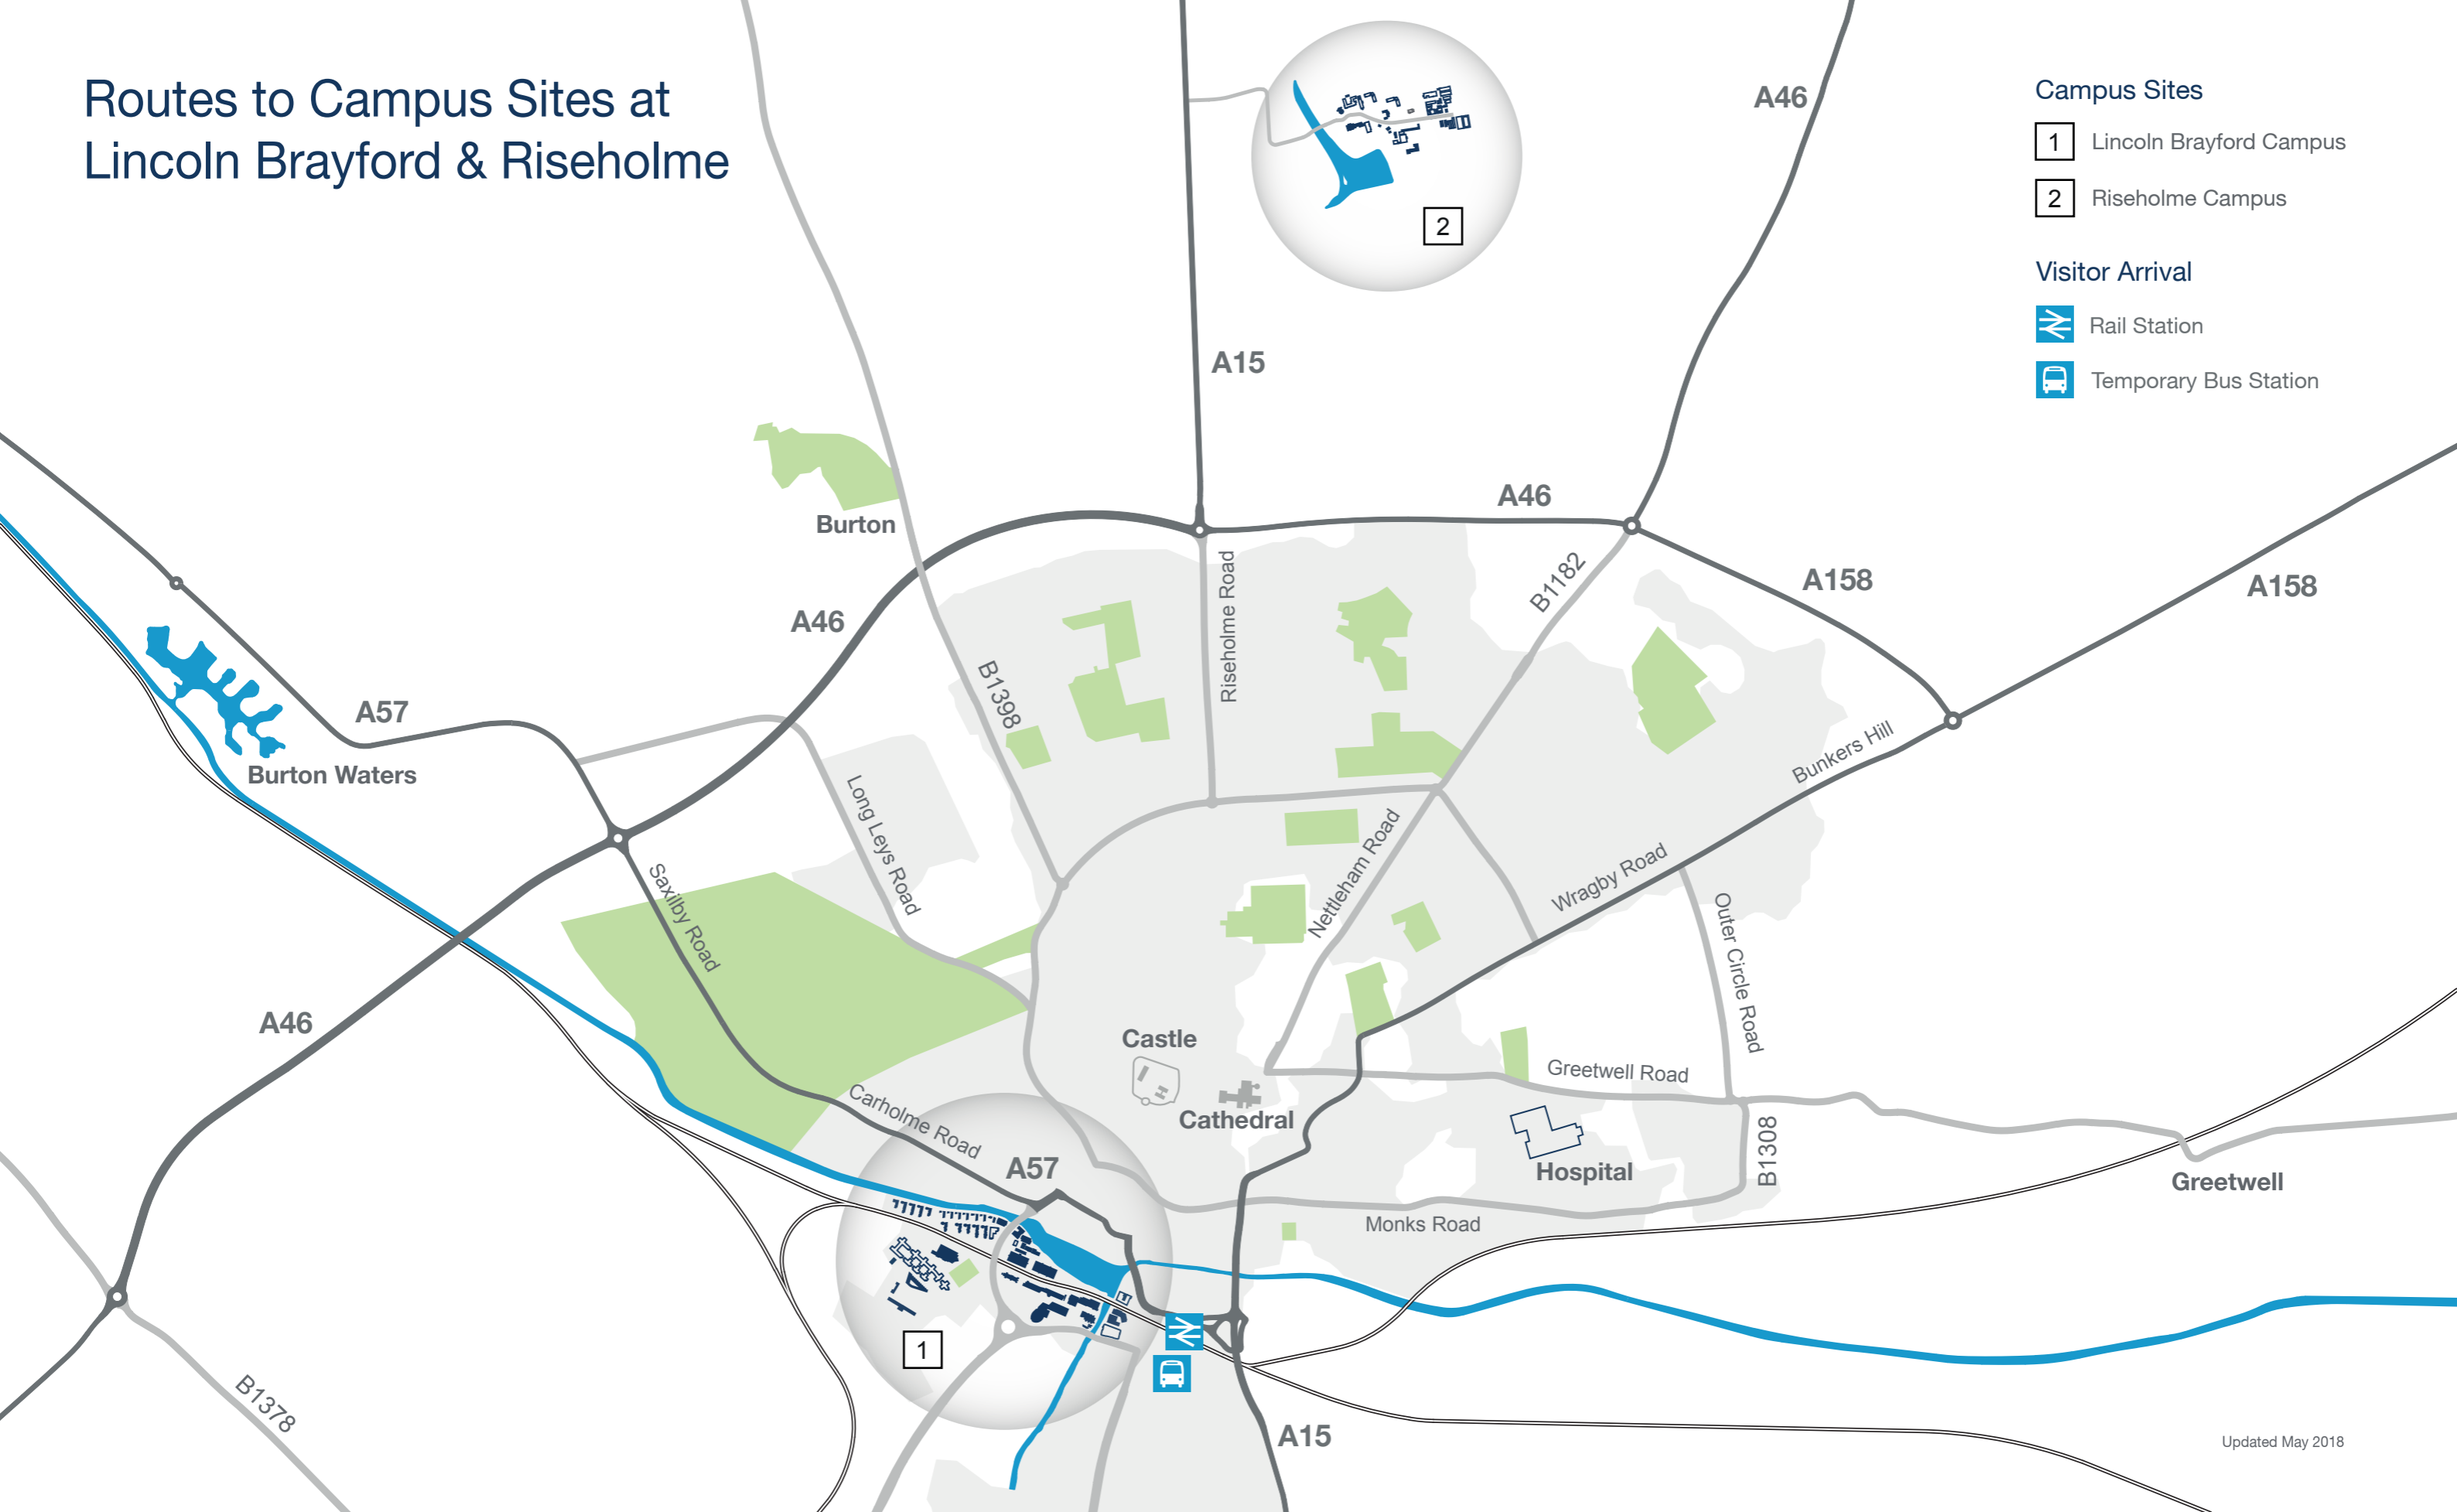 Routes to Campus Sites at
Lincoln Brayford & Riseholme
Campus Sites
1 Lincoln Brayford Campus
2 Riseholme Campus
Visitor Arrival
Rail Station
Temporary Bus Station
A46
2
A15
A46
Burton
A158
A158
B1182
Riseholme Road
A46
B1398
A57
Burton Waters
Bunkers Hill
Long Leys Road
Nettleham Road
Wragby Road
Saxilby Road
Outer Circle Road
A46
Castle
Greetwell Road
Carholme Road
Cathedral
B1308
A57
Hospital
Greetwell
Monks Road
1
B1378
A15
Updated May 2018